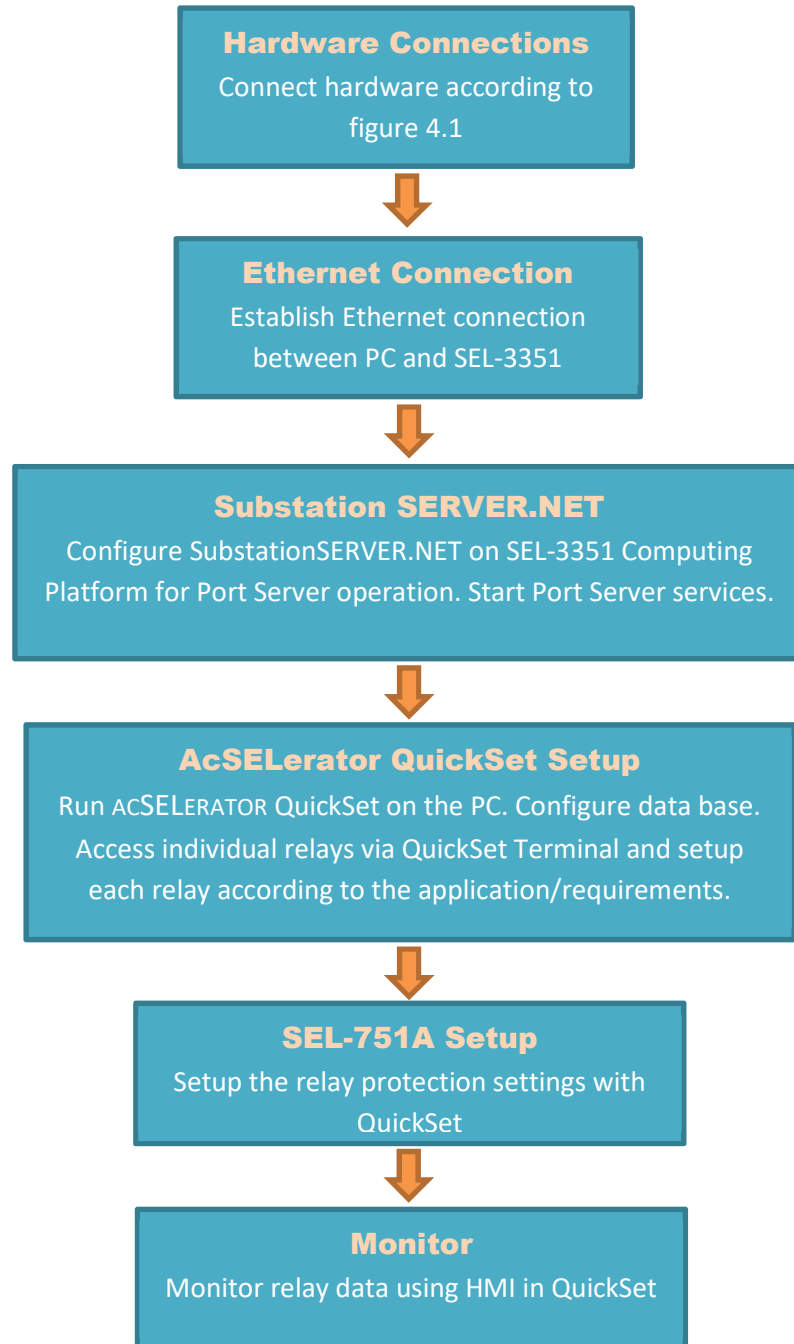 Hardware Connections
Connect hardware according to
figure 4.1
Ethernet Connection
Establish Ethernet connection
between PC and SEL-3351
Substation SERVER.NET
Configure SubstationSERVER.NET on SEL-3351 Computing
Platform for Port Server operation. Start Port Server services.
AcSELerator QuickSet Setup
Run ACSELERATOR QuickSet on the PC. Configure data base.
Access individual relays via QuickSet Terminal and setup
each relay according to the application/requirements.
SEL-751A Setup
Setup the relay protection settings with
QuickSet
Monitor
Monitor relay data using HMI in QuickSet